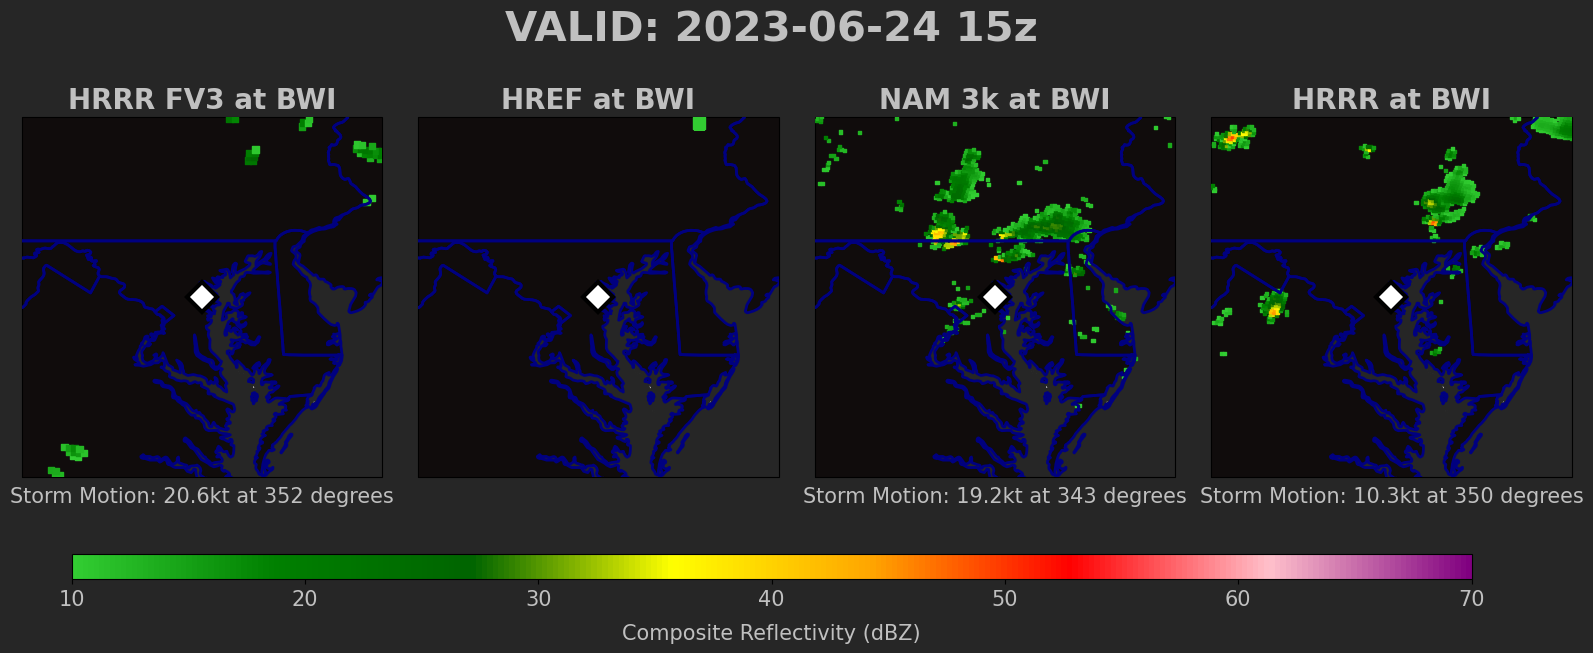 VALID: 2023-06-24 15z
HRRR FV3 at BWI
HREF at BWI
NAM 3k at BWI
HRRR at BWI
Storm Motion: 20.6kt at 352 degrees
Storm Motion: 19.2kt at 343 degrees
Storm Motion: 10.3kt at 350 degrees
10 20 30 40 50 60 70
Composite Reflectivity (dBZ)